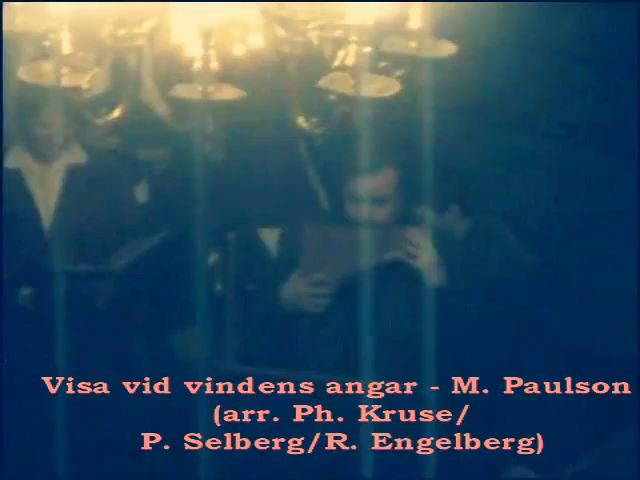 Visa vid vindens angar - M. Paulson
(arr. Ph. Kruse/
P. Selberg/R. Engelberg)